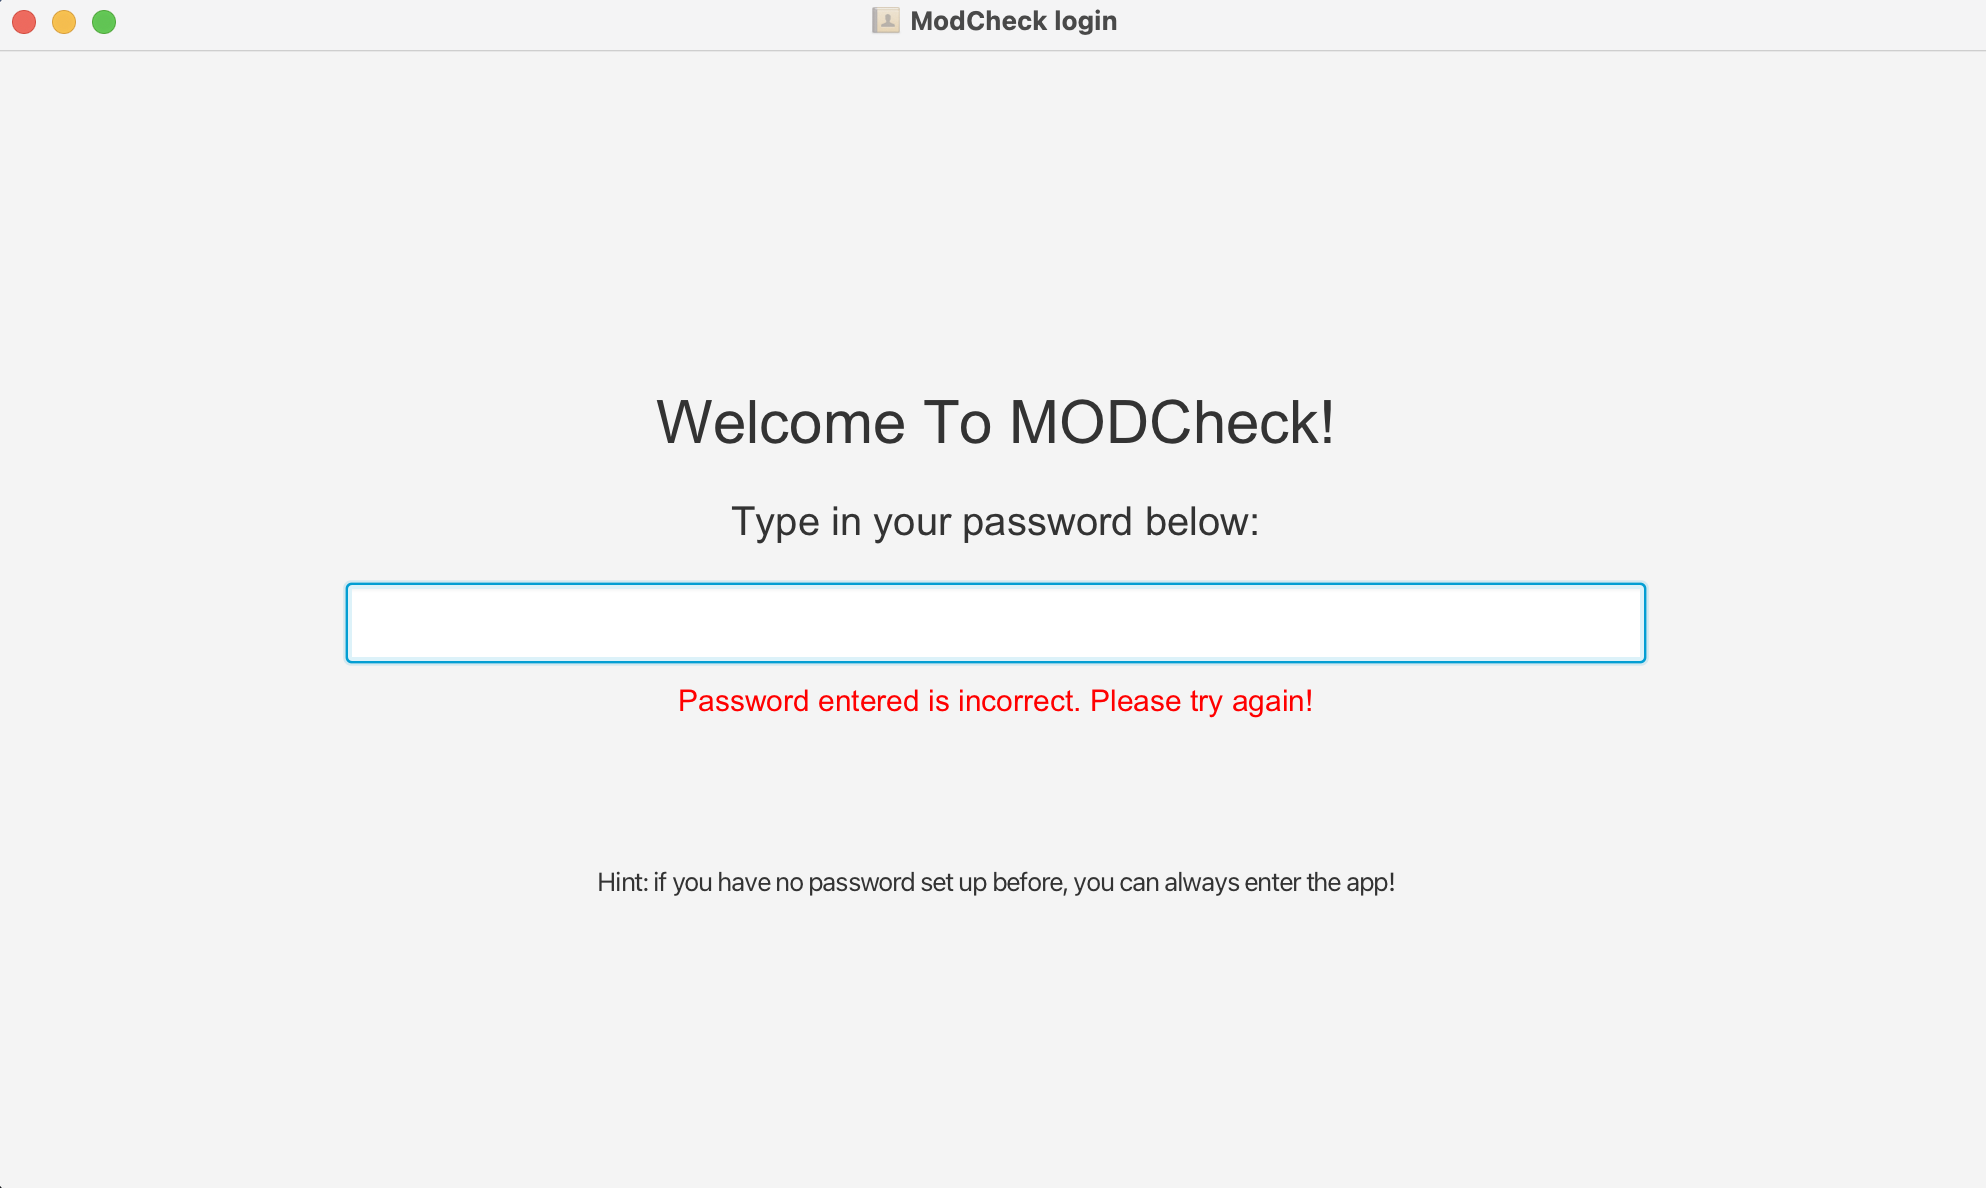 ModCheck login
Welcome To MODCheck!
Type in your password below:
Password entered is incorrect. Please try again!
Hint: if you have no password set up before, you can always enter the app!